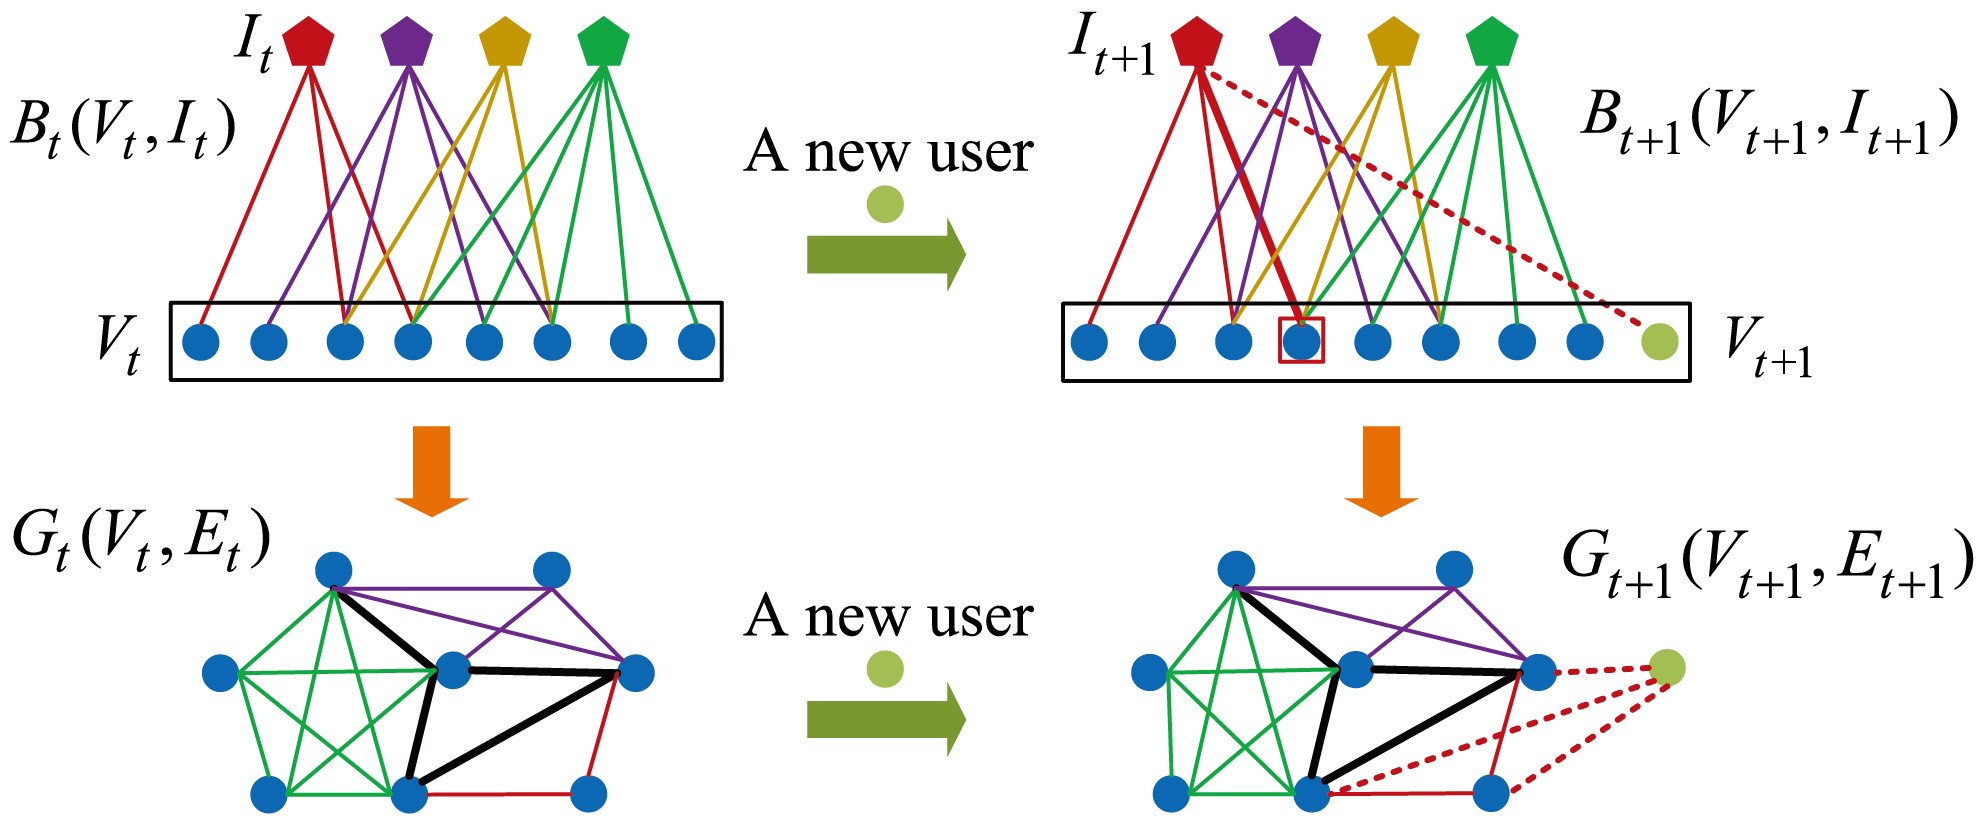 I_t
I_{t+1}
B_t(V_t, I_t)
B_{t+1}(V_{t+1}, I_{t+1})
A new user
V_t
V_{t+1}
G_t(V_t, E_t)
G_{t+1}(V_{t+1}, E_{t+1})
A new user